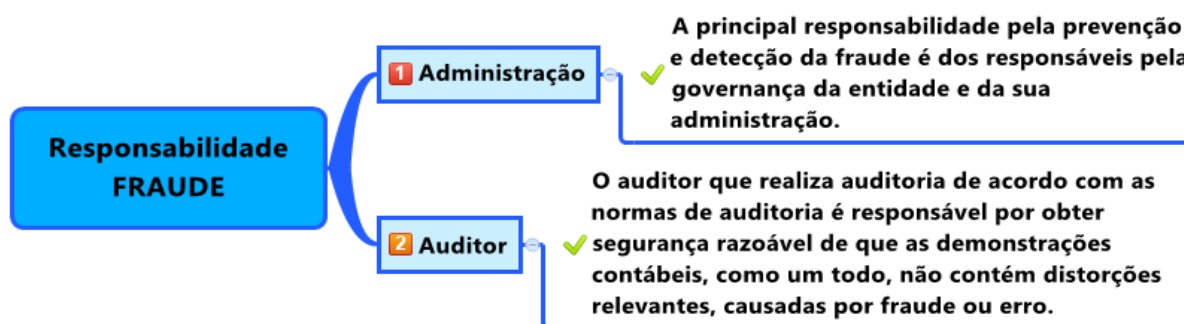 Responsabilidade
FRAUDE
1 Administração
A principal responsabilidade pela prevenção
e detecção da fraude é dos responsáveis pela
governança da entidade e da sua
administração.
2 Auditor
O auditor que realiza auditoria de acordo com as
normas de auditoria é responsável por obter
segurança razoável de que as demonstrações
contábeis, como um todo, não contém distorções
relevantes, causadas por fraude ou erro.